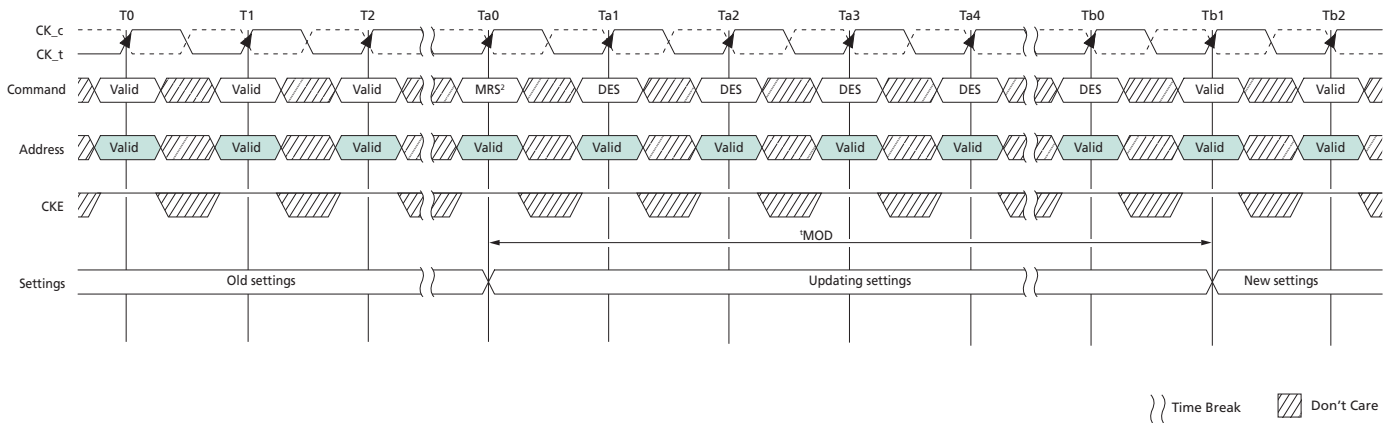 T0 T1 T2 Ta0 Ta1 Ta2 Ta3 Ta4 Tb0 Tb1 Tb2
CK_c
CK_t
Command Valid Valid Valid MRS² DES DES DES DES DES Valid Valid
Address Valid Valid Valid Valid Valid Valid Valid Valid Valid Valid Valid
CKE
ᵗMOD
Settings Old settings Updating settings New settings
Time Break Don't Care